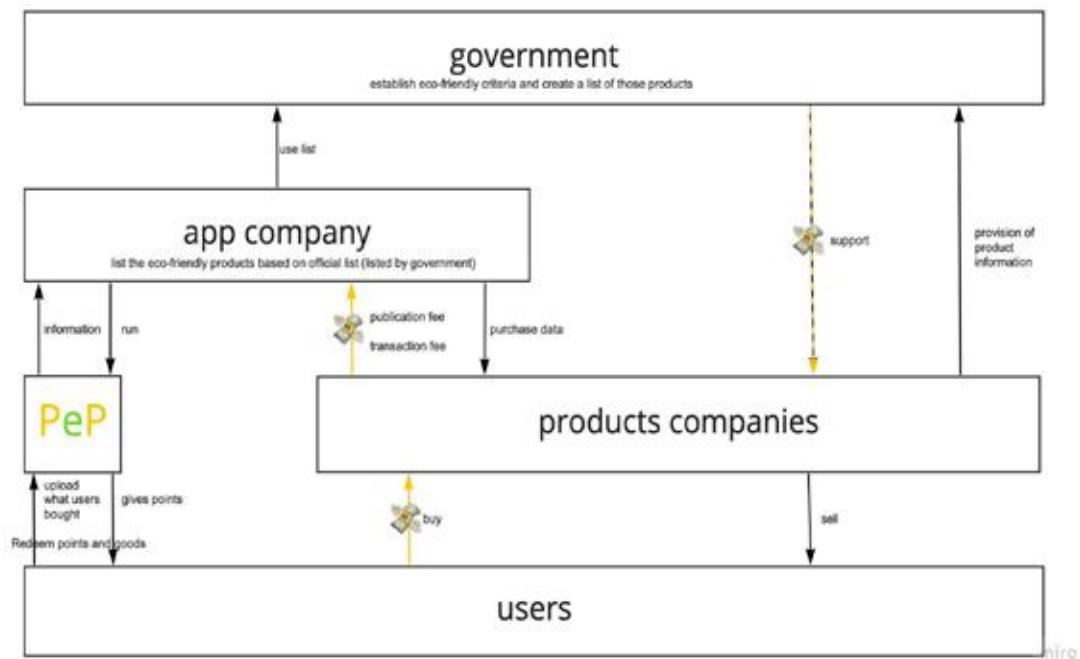 government
establish eco-friendly criteria and create a list of those products
use list
app company
list the eco-friendly products based on official list (listed by government)
support
provision of
product
information
information
run
publication fee
transaction fee
purchase data
PeP
products companies
upload
what users
bought
gives points
buy
sell
Redeem points and goods
users
miro